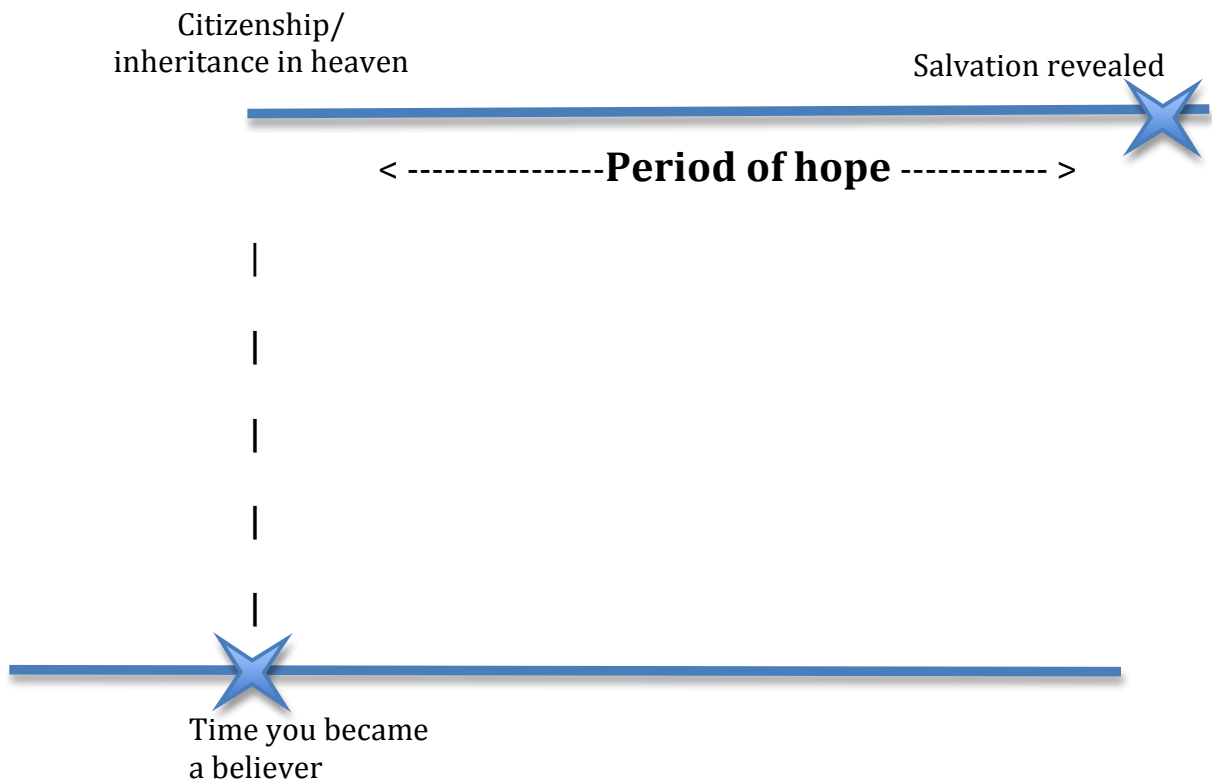 Citizenship/
inheritance in heaven
Salvation revealed
< ----------------Period of hope ------------ >
|
|
|
|
|
Time you became
a believer